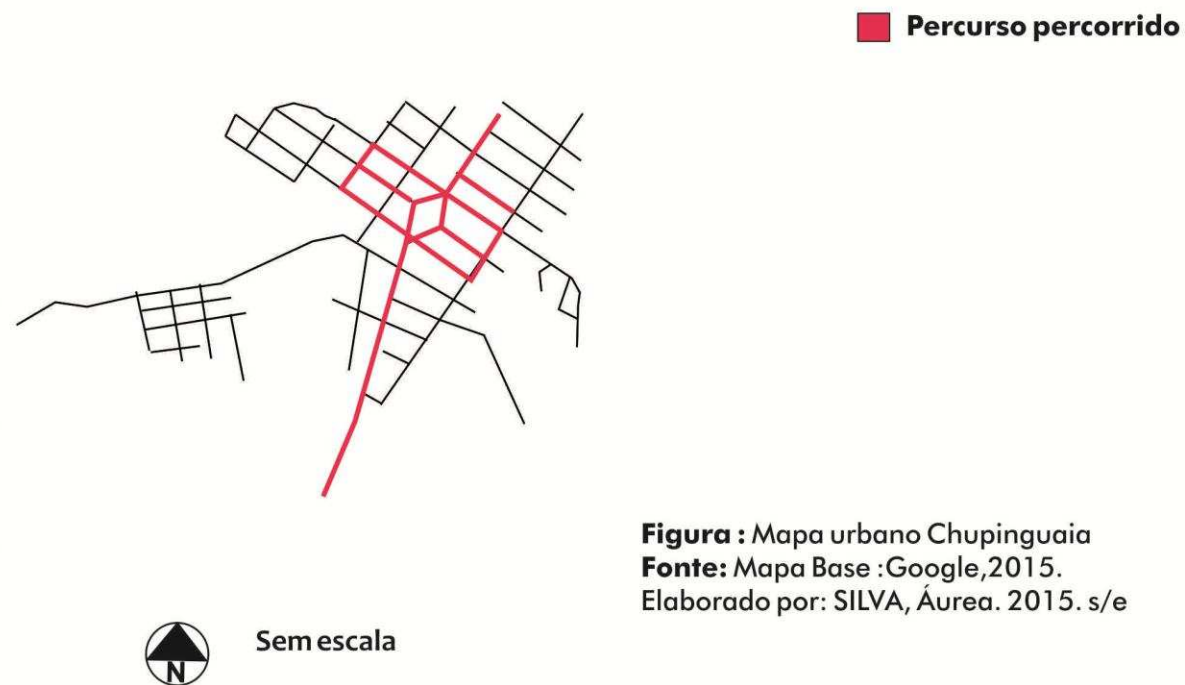 Percurso percorrido
Figura : Mapa urbano Chupinguaia
Fonte: Mapa Base :Google,2015.
Elaborado por: SILVA, Áurea. 2015. s/e
Sem escala
N